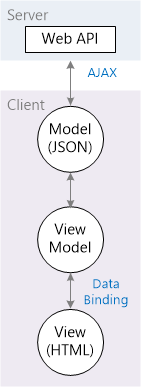 Server
Web API
AJAX
Client
Model
(JSON)
View
Model
Data
Binding
View
(HTML)